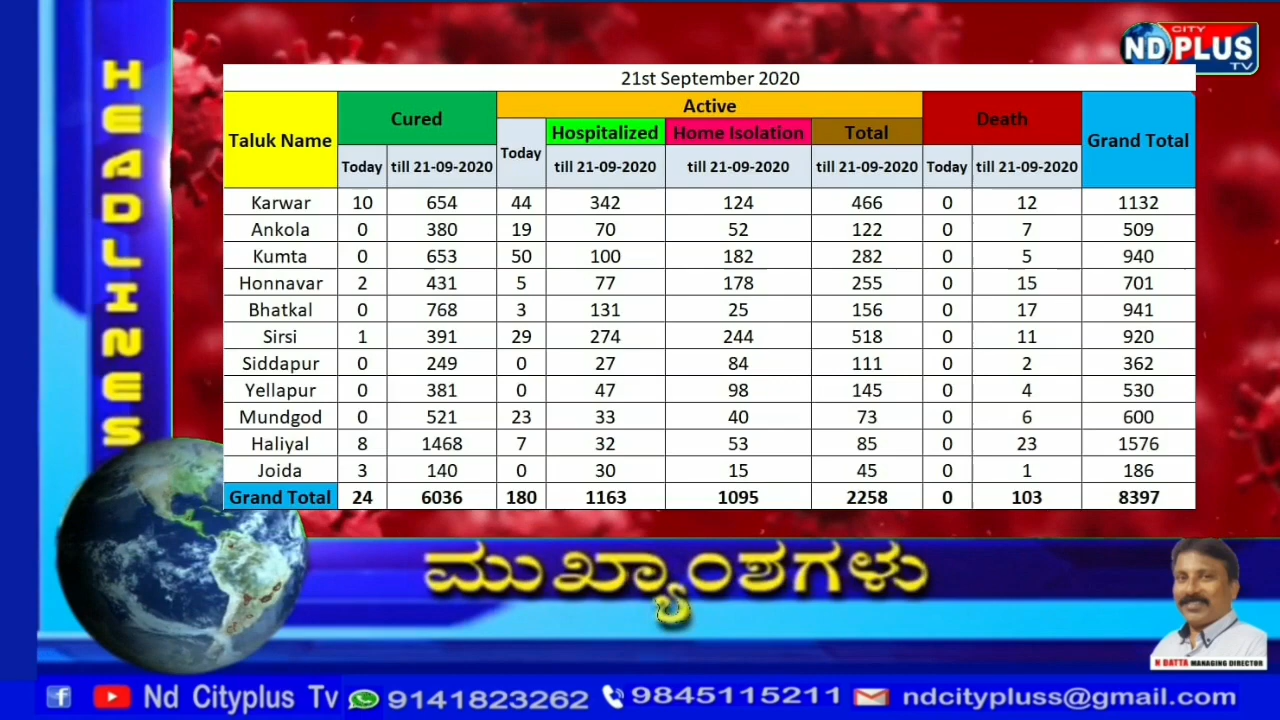 HEADLINES
CITY
ND PLUS
TV
21st September 2020
Taluk Name Cured Active Death Grand Total
Hospitalized Home Isolation Total
Today till 21-09-2020 Today till 21-09-2020 till 21-09-2020 till 21-09-2020 Today till 21-09-2020
Karwar 10 654 44 342 124 466 0 12 1132
Ankola 0 380 19 70 52 122 0 7 509
Kumta 0 653 50 100 182 282 0 5 940
Honnavar 2 431 5 77 178 255 0 15 701
Bhatkal 0 768 3 131 25 156 0 17 941
Sirsi 1 391 29 274 244 518 0 11 920
Siddapur 0 249 0 27 84 111 0 2 362
Yellapur 0 381 0 47 98 145 0 4 530
Mundgod 0 521 23 33 40 73 0 6 600
Haliyal 8 1468 7 32 53 85 0 23 1576
Joida 3 140 0 30 15 45 0 1 186
Grand Total 24 6036 180 1163 1095 2258 0 103 8397
ಮುಖ್ಯಾಂಶಗಳು
N DATTA MANAGING DIRECTOR
Nd Cityplus Tv 9141823262 9845115211 ndcitypluss@gmail.com